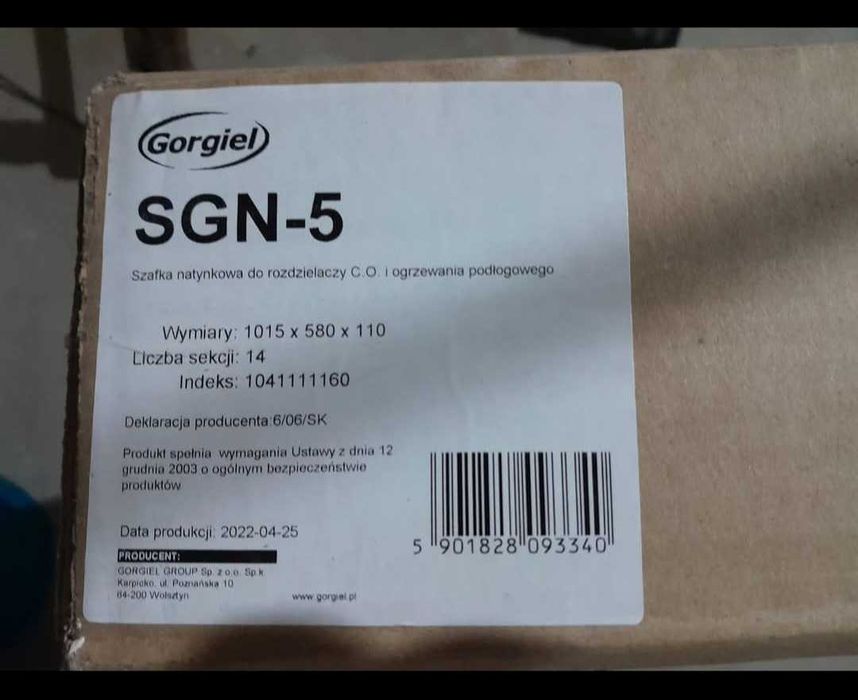 Gorgiel
SGN-5
Szafka natynkowa do rozdzielaczy C.O. i ogrzewania podłogowego
Wymiary: 1015 x 580 x 110
Liczba sekcji: 14
Indeks: 1041111160
Deklaracja producenta:6/06/SK
Produkt spełnia wymagania Ustawy z dnia 12
grudnia 2003 o ogólnym bezpieczeństwie
produktów
Data produkcji: 2022-04-25
PRODUCENT:
GORGIEL GROUP Sp. z o.o. Sp.k.
Karpicko, ul. Poznańska 10
64-200 Wolsztyn
www.gorgiel.pl
5 901828 093340